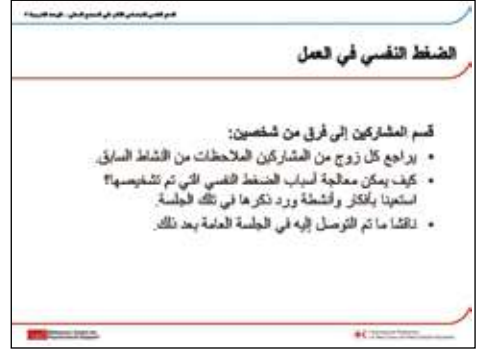 الضغط النفسي في العمل
قسم المشاركين إلى فرق من شخصين:
• يراجع كل زوج من المشاركين الملاحظات من النشاط السابق.
• كيف يمكن معالجة أسباب الضغط النفسي التي تم تشخيصها؟
استعينا بأفكار وأنشطة ورد ذكرها في تلك الجلسة.
• ناقشا ما تم التوصل إليه في الجلسة العامة بعد ذلك.